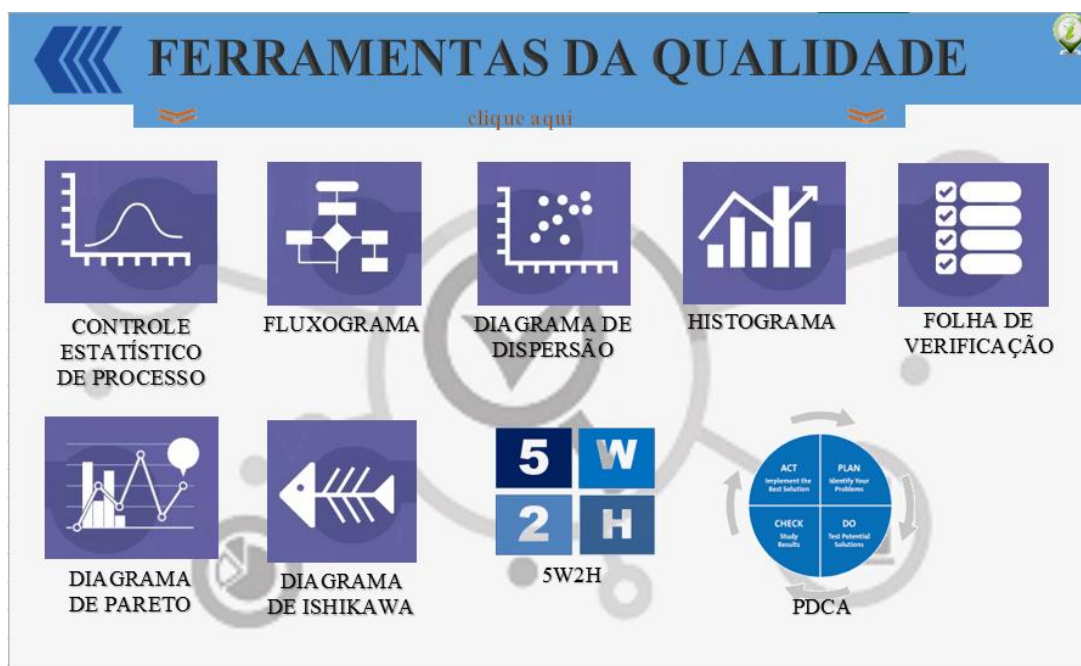 FERRAMENTAS DA QUALIDADE
clique aqui
CONTROLE
ESTATÍSTICO
DE PROCESSO
FLUXOGRAMA
DIAGRAMA DE
DISPERSÃO
HISTOGRAMA
FOLHA DE
VERIFICAÇÃO
DIAGRAMA
DE PARETO
DIAGRAMA
DE ISHIKAWA
5 W
2 H
5W2H
ACT
Implement the
Best Solution
PLAN
Identify Your
Problems
CHECK
Study
Results
DO
Test Potential
Solutions
PDCA